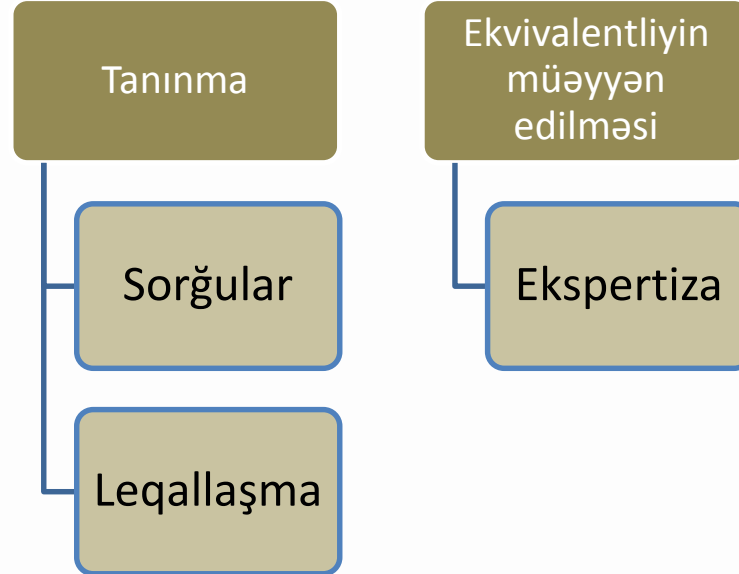 Tanınma
Sorğular
Leqallaşma
Ekvivalentliyin
müəyyən
edilməsi
Ekspertiza